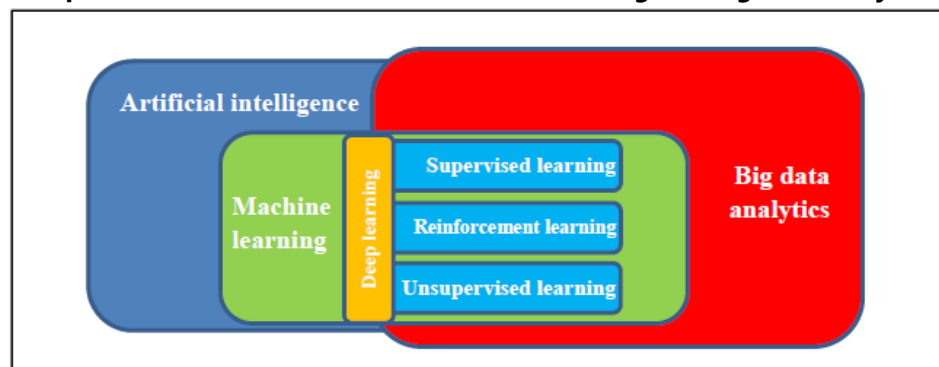 Artificial intelligence
Machine
learning
Deep learning
Supervised learning
Reinforcement learning
Unsupervised learning
Big data
analytics